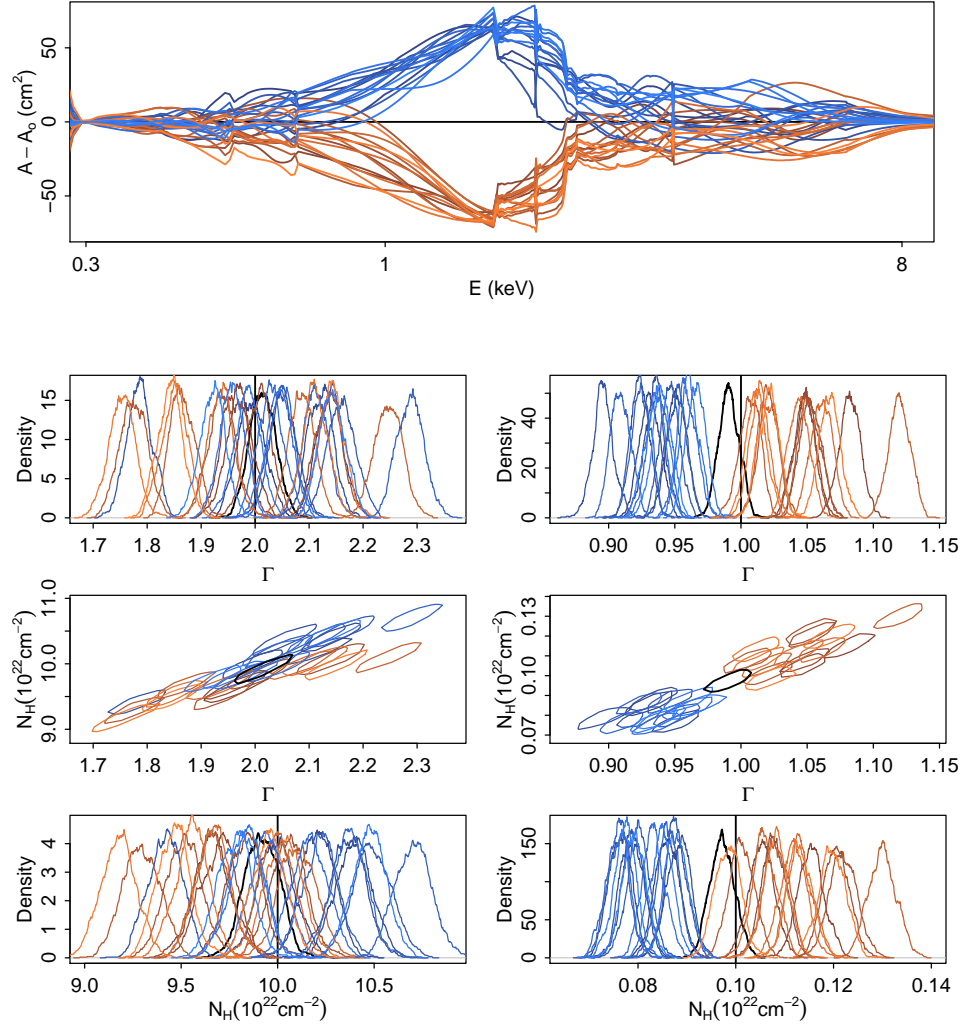 A − Aₒ (cm²)
50
0
−50
0.3 1 8
E (keV)
Density
15
10
5
0
1.7 1.8 1.9 2.0 2.1 2.2 2.3
Γ
Density
40
20
0
0.90 0.95 1.00 1.05 1.10 1.15
Γ
N_H(10²²cm⁻²)
11.0
10.0
9.0
1.7 1.8 1.9 2.0 2.1 2.2 2.3
Γ
N_H(10²²cm⁻²)
0.13
0.10
0.07
0.90 0.95 1.00 1.05 1.10 1.15
Γ
Density
4
3
2
1
0
9.0 9.5 10.0 10.5
N_H(10²²cm⁻²)
Density
150
50
0
0.08 0.10 0.12 0.14
N_H(10²²cm⁻²)